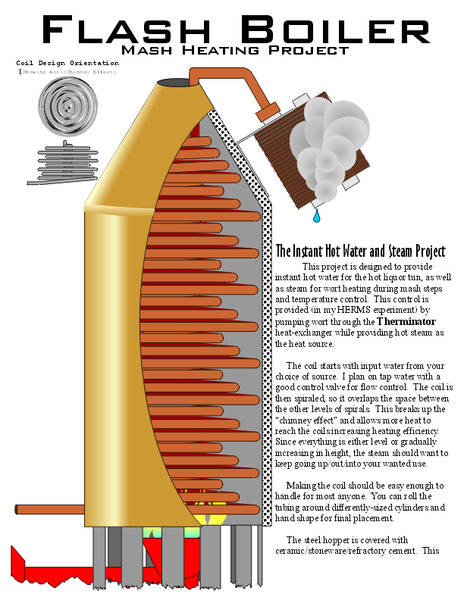 Flash Boiler
Mash Heating Project
Coil Design Orientation
[Showing Anti-Chimney Effect]
The Instant Hot Water and Steam Project
This project is designed to provide
instant hot water for the hot liquor tun, as well
as steam for wort heating during mash steps
and temperature control. This control is
provided (in my HERMS experiment) by
pumping wort through the Therminator
heat-exchanger while providing hot steam as
the heat source.
The coil starts with input water from your
choice of source. I plan on tap water with a
good control valve for flow control. The coil is
then spiraled, so it overlaps the space between
the other levels of spirals. This breaks up the
"chimney effect" and allows more heat to
reach the coils increasing heating efficiency.
Since everything is either level or gradually
increasing in height, the steam should want to
keep going up/out/into your wanted use.
Making the coil should be easy enough to
handle for most anyone. You can roll the
tubing around differently-sized cylinders and
hand shape for final placement.
The steel hopper is covered with
ceramic/stoneware/refractory cement. This